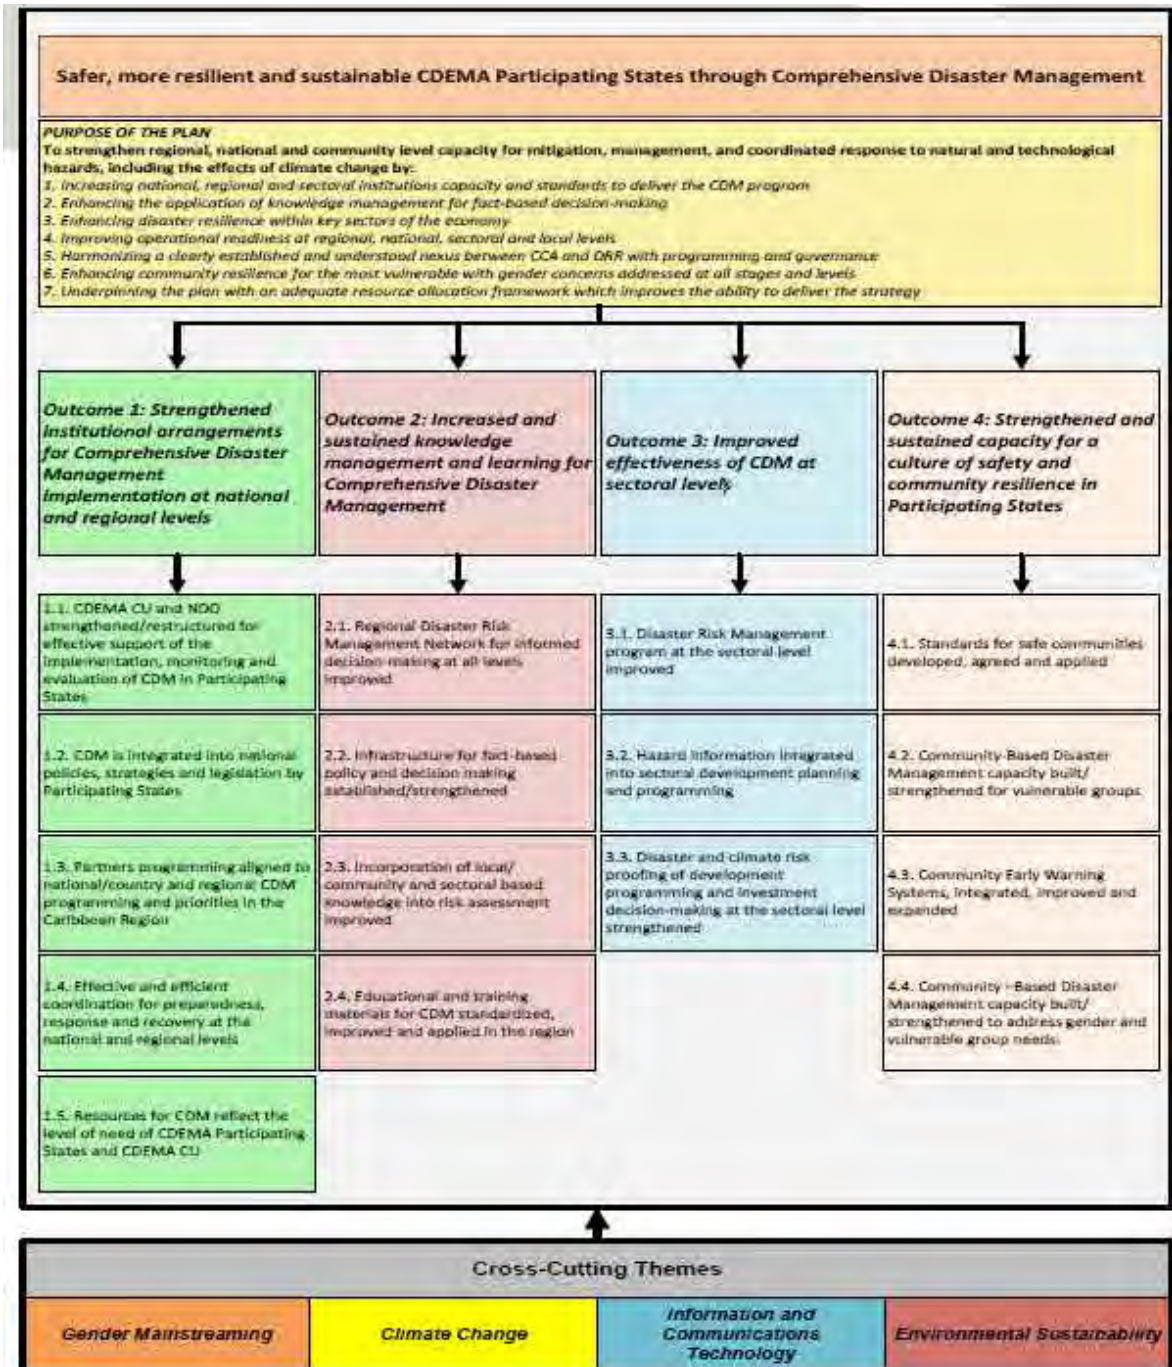 Safer, more resilient and sustainable CDEMA Participating States through Comprehensive Disaster Management
PURPOSE OF THE PLAN
To strengthen regional, national and community level capacity for mitigation, management, and coordinated response to natural and technological
hazards, including the effects of climate change by:
1. Increasing national, regional and sectoral institutions capacity and standards to deliver the CDM program
2. Enhancing the application of knowledge management for fact-based decision-making
3. Enhancing disaster resilience within key sectors of the economy
4. Improving operational readiness at regional, national, sectoral and local levels
5. Harmonizing a clearly established and understood nexus between CCA and DRR with programming and governance
6. Enhancing community resilience for the most vulnerable with gender concerns addressed at all stages and levels
7. Underpinning the plan with an adequate resource allocation framework which improves the ability to deliver the strategy
Outcome 1: Strengthened
institutional arrangements
for Comprehensive Disaster
Management
implementation at national
and regional levels
Outcome 2: Increased and
sustained knowledge
management and learning for
Comprehensive Disaster
Management
Outcome 3: Improved
effectiveness of CDM at
sectoral levels
Outcome 4: Strengthened and
sustained capacity for a
culture of safety and
community resilience in
Participating States
1.1. CDEMA CU and NDO
strengthened/restructured for
effective support of the
implementation, monitoring and
evaluation of CDM in Participating
States
2.1. Regional Disaster Risk
Management Network for informed
decision-making at all levels
improved
3.1. Disaster Risk Management
program at the sectoral level
improved
4.1. Standards for safe communities
developed, agreed and applied
1.2. CDM is integrated into national
policies, strategies and legislation by
Participating States
2.2. Infrastructure for fact-based
policy and decision making
established/strengthened
3.2. Hazard information integrated
into sectoral development planning
and programming
4.2. Community-Based Disaster
Management capacity built/
strengthened for vulnerable groups
1.3. Partners programming aligned to
national/country and regional CDM
programming and priorities in the
Caribbean Region
2.3. Incorporation of local/
community and sectoral based
knowledge into risk assessment
improved
3.3. Disaster and climate risk
proofing of development
programming and investment
decision-making at the sectoral level
strengthened
4.3. Community Early Warning
Systems, integrated, improved and
expanded
1.4. Effective and efficient
coordination for preparedness,
response and recovery at the
national and regional levels
2.4. Educational and training
materials for CDM standardized,
improved and applied in the region
4.4. Community -Based Disaster
Management capacity built/
strengthened to address gender and
vulnerable group needs.
1.5. Resources for CDM reflect the
level of need of CDEMA Participating
States and CDEMA CU
Cross-Cutting Themes
Gender Mainstreaming
Climate Change
Information and
Communications
Technology
Environmental Sustainability